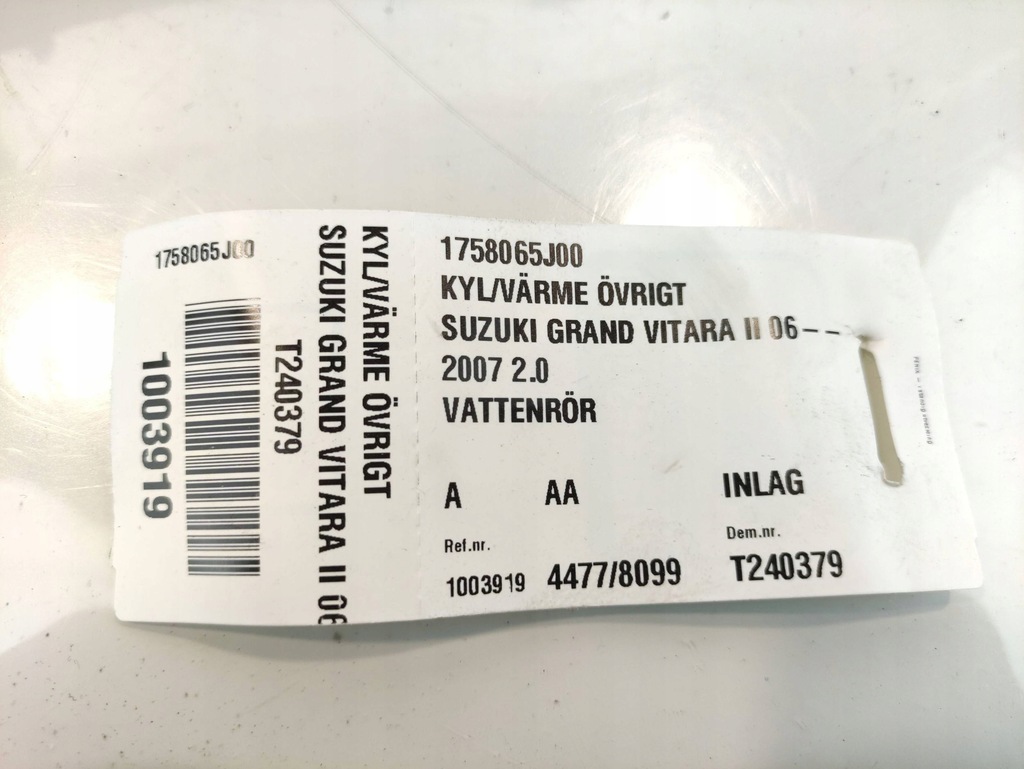 1758065J00
1003919
T240379
SUZUKI GRAND VITARA II 06
KYL/VÄRME ÖVRIGT
1758065J00
KYL/VÄRME ÖVRIGT
SUZUKI GRAND VITARA II 06--
2007 2.0
VATTENRÖR
A AA INLAG
Ref.nr. Dem.nr.
1003919 4477/8099 T240379